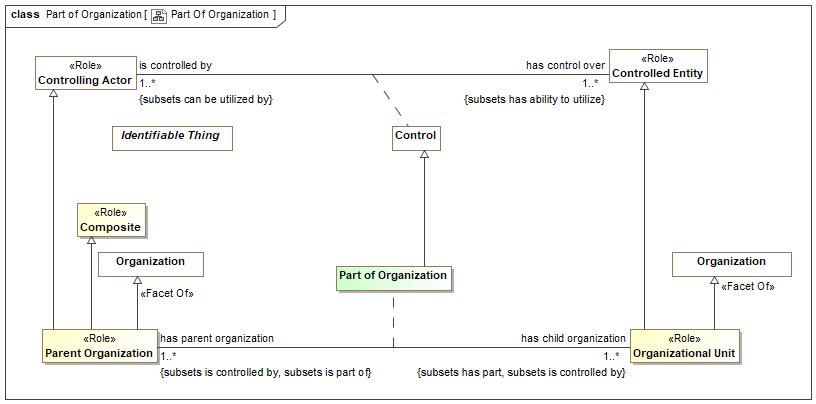 class Part of Organization [ Part Of Organization ]
«Role»
Controlling Actor
is controlled by
1..*
{subsets can be utilized by}
has control over
1..*
{subsets has ability to utilize}
«Role»
Controlled Entity
Identifiable Thing
Control
«Role»
Composite
Organization
«Facet Of»
Part of Organization
Organization
«Facet Of»
«Role»
Parent Organization
has parent organization
1..*
{subsets is controlled by, subsets is part of}
has child organization
1..*
{subsets has part, subsets is controlled by}
«Role»
Organizational Unit